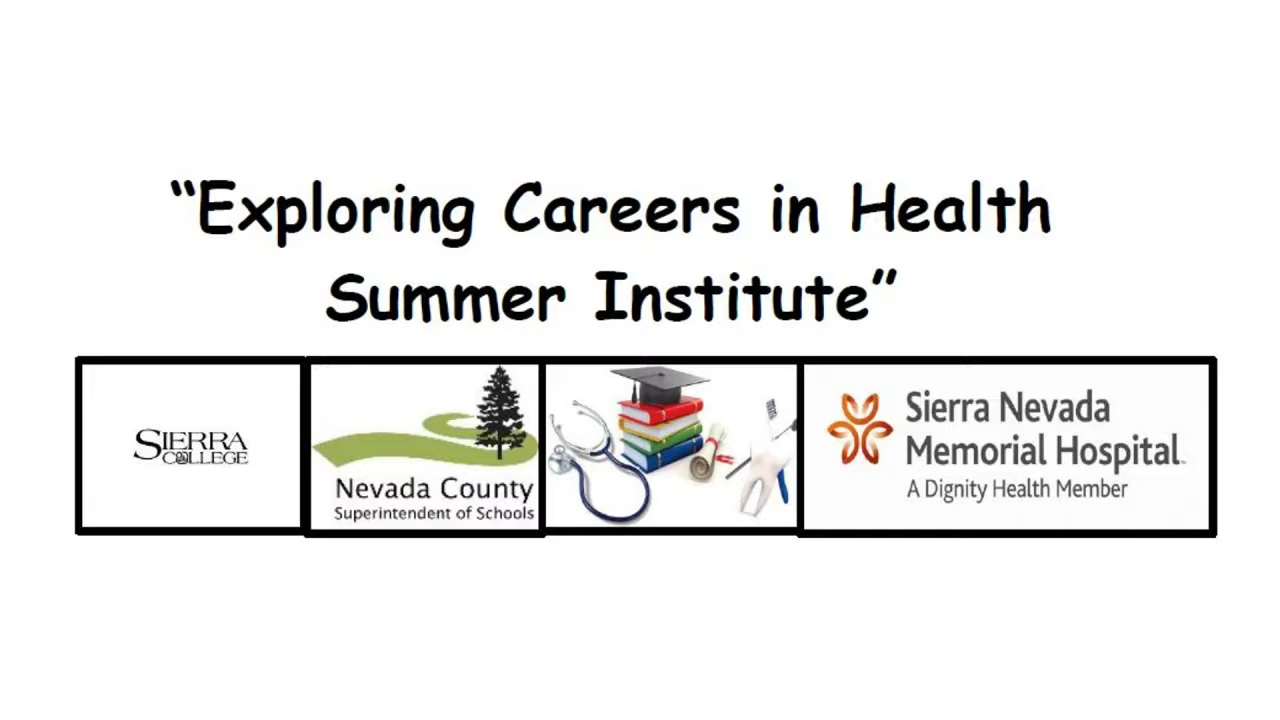 “Exploring Careers in Health
Summer Institute”
SIERRA
COLLEGE
Nevada County
Superintendent of Schools
Sierra Nevada
Memorial Hospital™
A Dignity Health Member